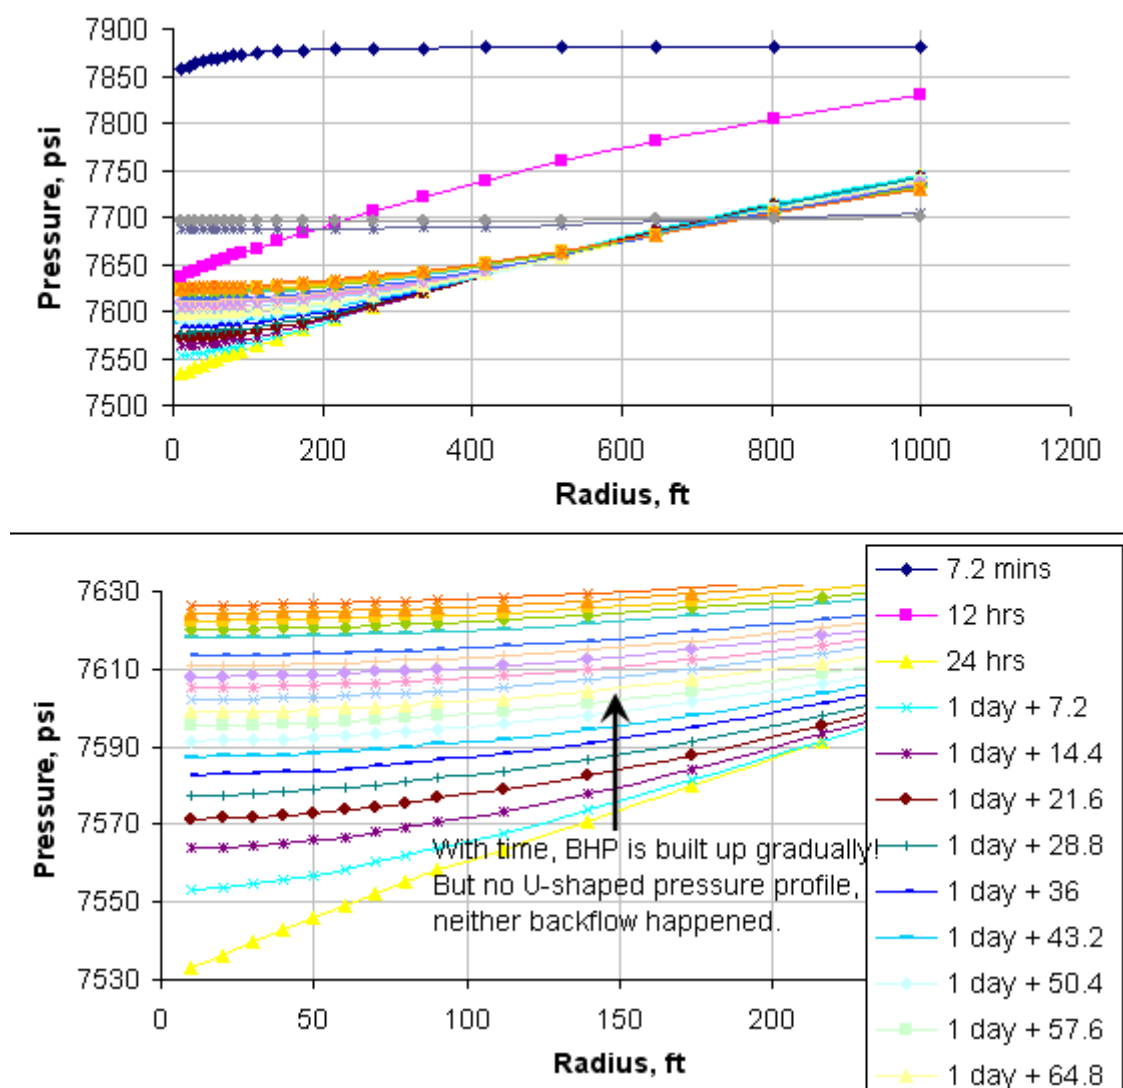 7900
7850
7800
7750
7700
7650
7600
7550
7500
Pressure, psi
0 200 400 600 800 1000 1200
Radius, ft
7630
7610
7590
7570
7550
7530
Pressure, psi
0 50 100 150 200
Radius, ft
With time, BHP is built up gradually!
But no U-shaped pressure profile,
neither backflow happened.
7.2 mins
12 hrs
24 hrs
1 day + 7.2
1 day + 14.4
1 day + 21.6
1 day + 28.8
1 day + 36
1 day + 43.2
1 day + 50.4
1 day + 57.6
1 day + 64.8